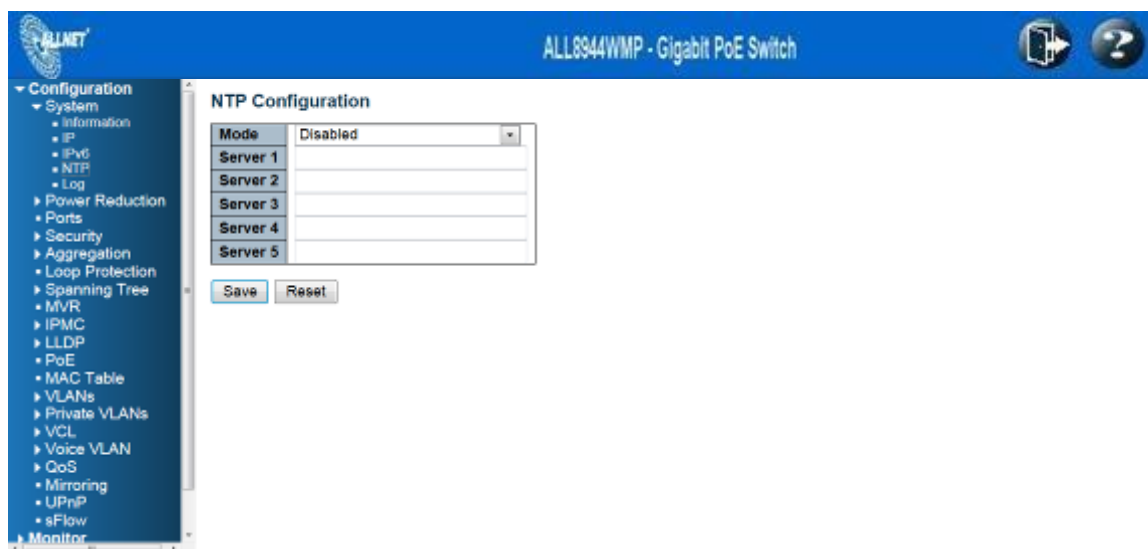 ALLNET
ALL8944WMP - Gigabit PoE Switch
Configuration
System
Information
IP
IPv6
NTP
Log
Power Reduction
Ports
Security
Aggregation
Loop Protection
Spanning Tree
MVR
IPMC
LLDP
PoE
MAC Table
VLANs
Private VLANs
VCL
Voice VLAN
QoS
Mirroring
UPnP
sFlow
Monitor
NTP Configuration
Mode Disabled
Server 1
Server 2
Server 3
Server 4
Server 5
Save Reset